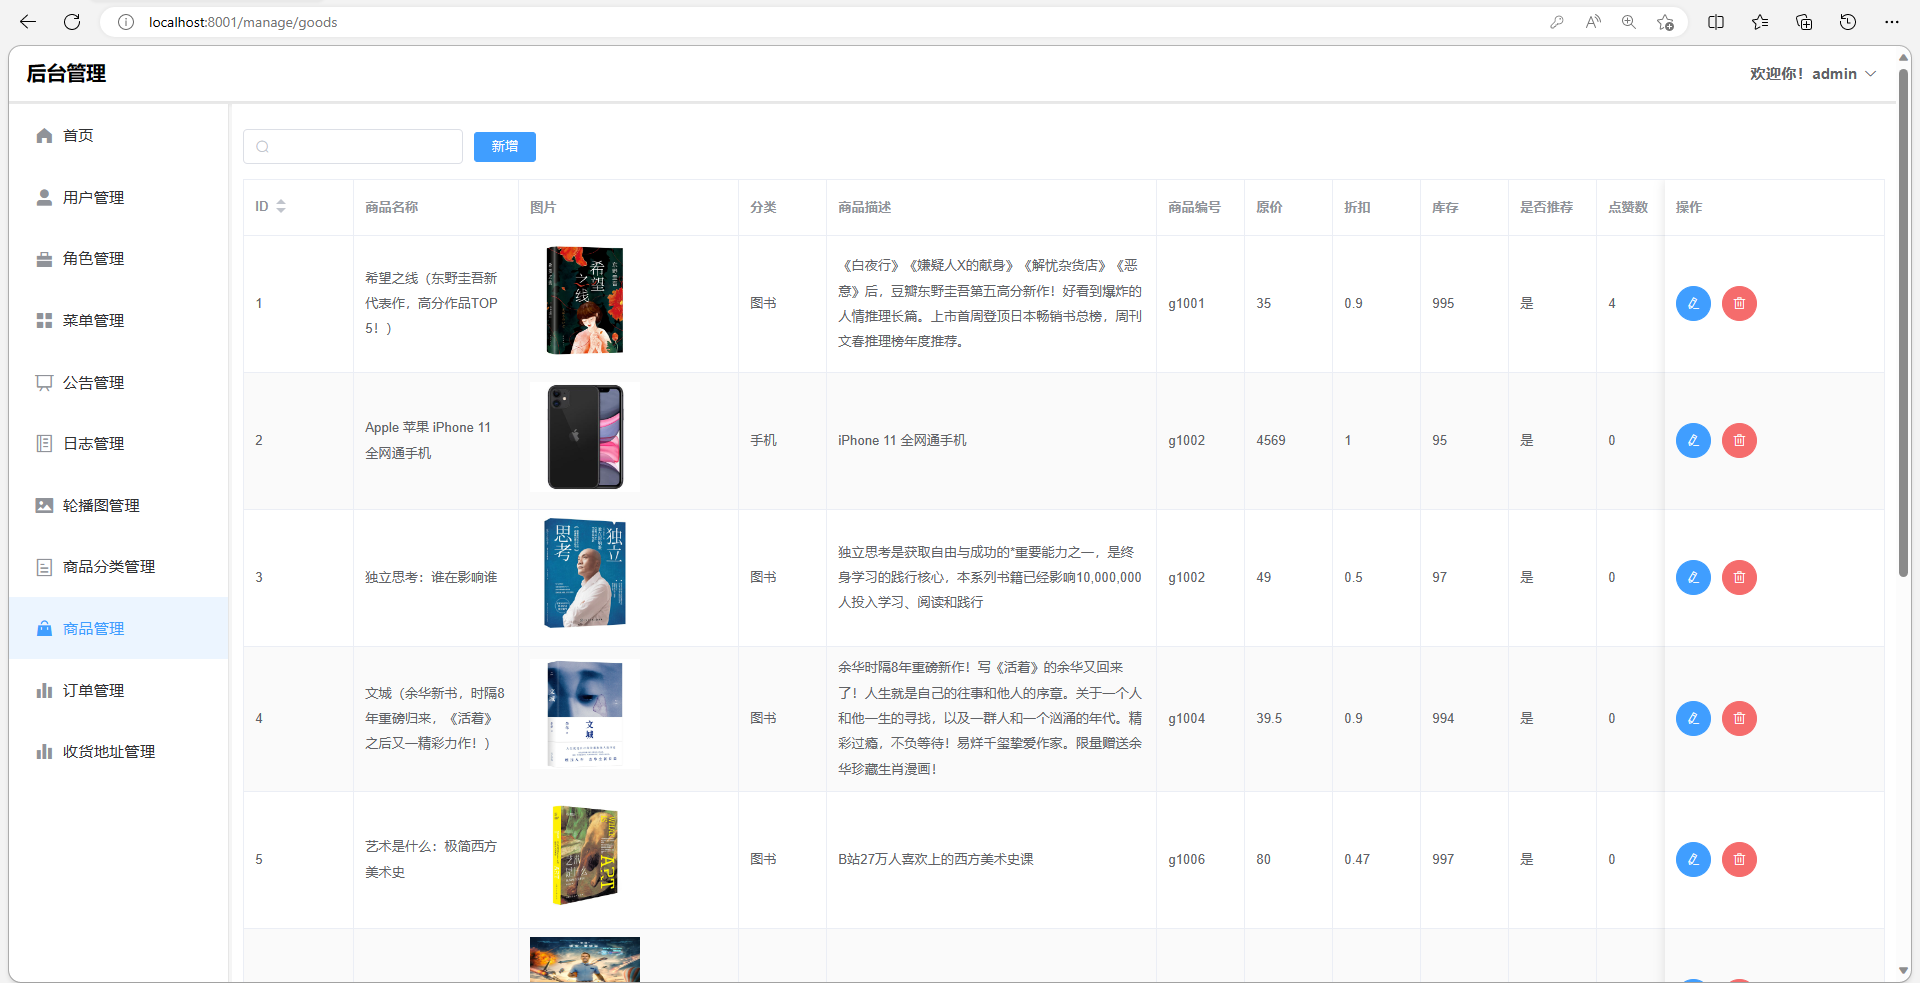 localhost:8001/manage/goods
后台管理
欢迎你！admin
首页
用户管理
角色管理
菜单管理
公告管理
日志管理
轮播图管理
商品分类管理
商品管理
订单管理
收货地址管理
新增
ID 商品名称 图片 分类 商品描述 商品编号 原价 折扣 库存 是否推荐 点赞数 操作
1
希望之线（东野圭吾新
代表作，高分作品TOP
5！）
希望
之线
图书
《白夜行》《嫌疑人X的献身》《解忧杂货店》《恶
意》后，豆瓣东野圭吾第五高分新作！好看到爆炸的
人情推理长篇。上市首周登顶日本畅销书总榜，周刊
文春推理榜年度推荐。
g1001 35 0.9 995 是 4
2
Apple 苹果 iPhone 11
全网通手机
手机
iPhone 11 全网通手机
g1002 4569 1 95 是 0
3
独立思考：谁在影响谁
独立
思考
图书
独立思考是获取自由与成功的*重要能力之一，是终
身学习的践行核心，本系列书籍已经影响10,000,000
人投入学习、阅读和践行
g1002 49 0.5 97 是 0
4
文城（余华新书，时隔8
年重磅归来，《活着》
之后又一精彩力作！）
文城
图书
余华时隔8年重磅新作！写《活着》的余华又回来
了！人生就是自己的往事和他人的序章。关于一个人
和他一生的寻找，以及一群人和一个汹涌的年代。精
彩过瘾，不负等待！易烊千玺挚爱作家。限量赠送余
华珍藏生肖漫画！
g1004 39.5 0.9 994 是 0
5
艺术是什么：极简西方
美术史
ART
图书
B站27万人喜欢上的西方美术史课
g1006 80 0.47 997 是 0